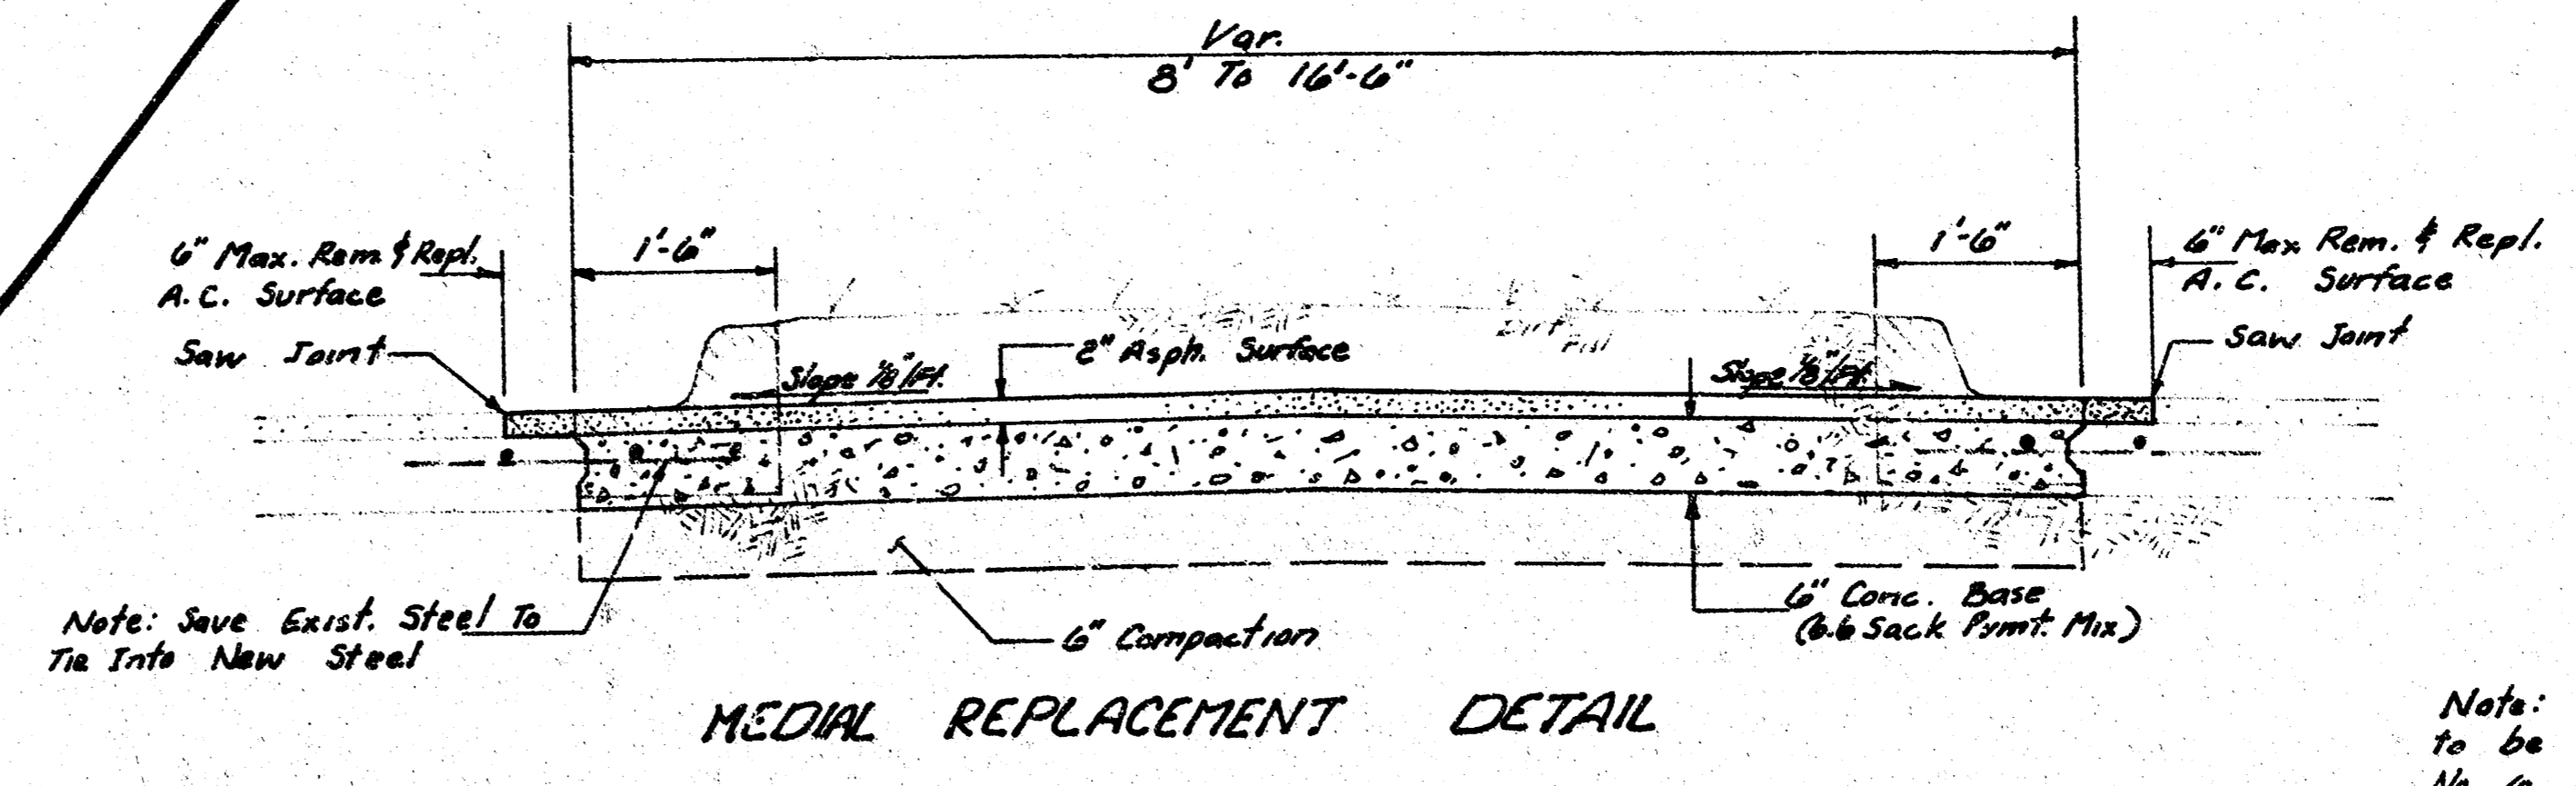 Var.
8' To 16'-6"
6" Max. Rem & Repl.
A.C. Surface
1'-6"
1'-6"
6" Max Rem. & Repl.
A.C. Surface
Saw Joint
Slope 1/8"/Ft.
2" Asph. Surface
Dirt Fill
Slope 1/8"/Ft.
Saw Joint
Note: Save Exist. Steel To
Tie Into New Steel
6" Compaction
6" Conc. Base
(6.6 Sack Pvmt. Mix)
MEDIAL REPLACEMENT DETAIL
Note:
to be